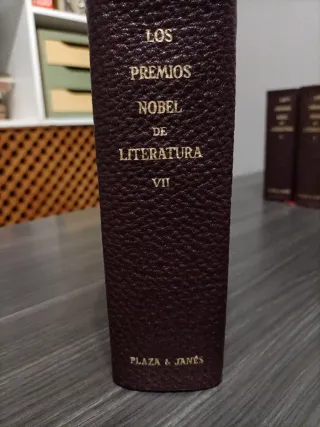 LOS
PREMIOS
NOBEL
DE
LITERATURA
VII
PLAZA & JANÉS